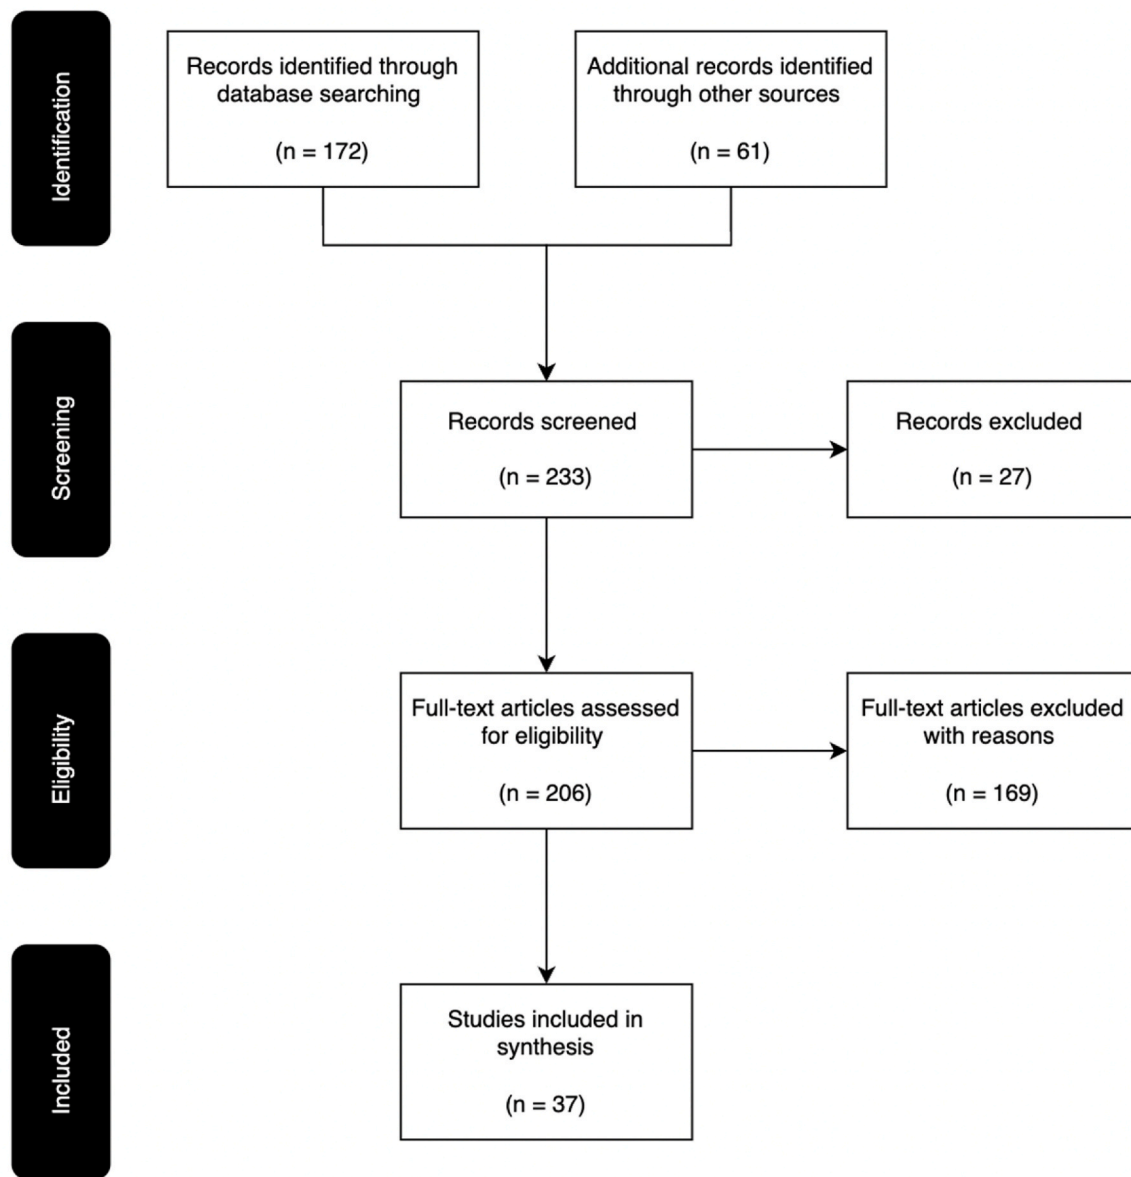 Identification
Records identified through
database searching
(n = 172)
Additional records identified
through other sources
(n = 61)
Screening
Records screened
(n = 233)
Records excluded
(n = 27)
Eligibility
Full-text articles assessed
for eligibility
(n = 206)
Full-text articles excluded
with reasons
(n = 169)
Included
Studies included in
synthesis
(n = 37)